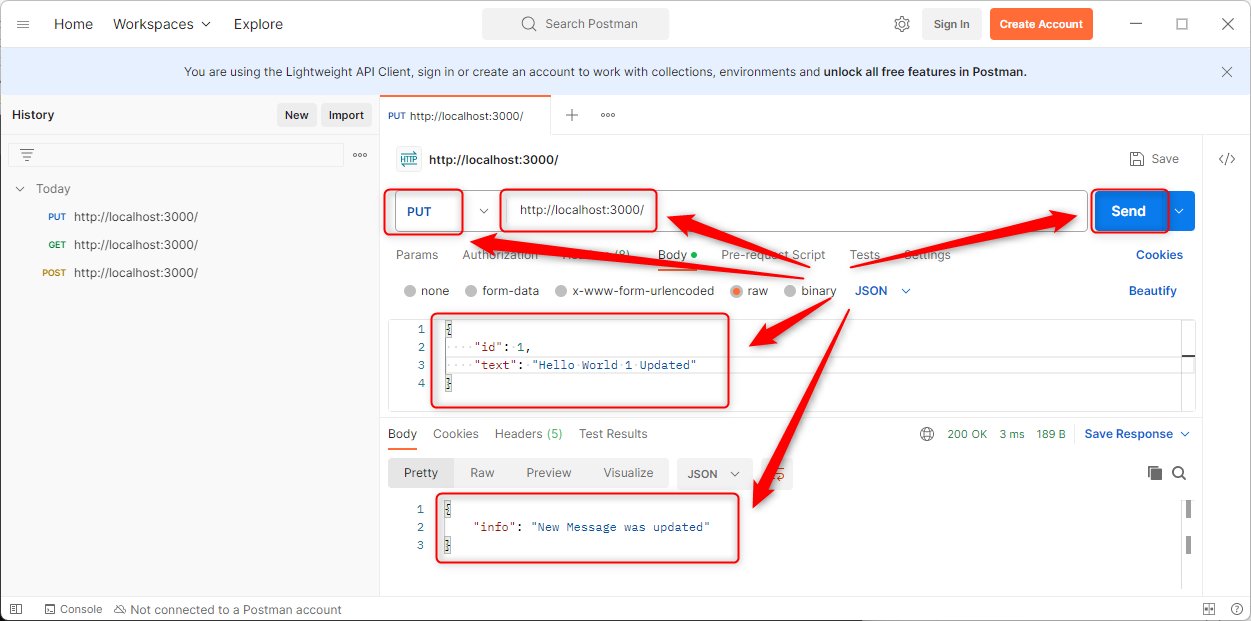 Home Workspaces Explore Search Postman Sign In Create Account
You are using the Lightweight API Client, sign in or create an account to work with collections, environments and unlock all free features in Postman.
History New Import
PUT http://localhost:3000/
HTTP http://localhost:3000/ Save </>
Today
PUT http://localhost:3000/
GET http://localhost:3000/
POST http://localhost:3000/
PUT http://localhost:3000/ Send
Params Authorization (8) Body Pre-request Script Tests Settings Cookies
none form-data x-www-form-urlencoded raw binary JSON Beautify
1 {
2 ····"id":·1,
3 ····"text":·"Hello·World·1·Updated"
4 }
Body Cookies Headers (5) Test Results 200 OK 3 ms 189 B Save Response
Pretty Raw Preview Visualize JSON
1 {
2 "info": "New Message was updated"
3 }
Console Not connected to a Postman account